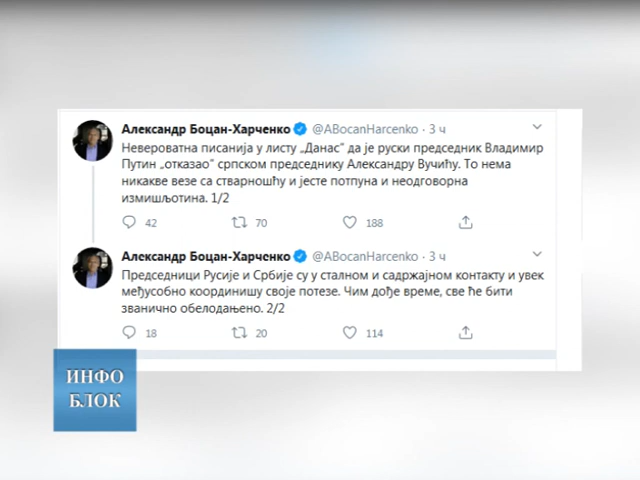 Александр Боцан-Харченко @ABocanHarcenko · 3 ч
Невероватна писанија у листу „Данас“ да је руски председник Владимир
Путин „отказао“ српском председнику Александру Вучићу. То нема
никакве везе са стварношћу и јесте потпуна и неодговорна
измишљотина. 1/2
42 70 188
Александр Боцан-Харченко @ABocanHarcenko · 3 ч
Председници Русије и Србије су у сталном и садржајном контакту и увек
међусобно координишу своје потезе. Чим дође време, све ће бити
званично обелодањено. 2/2
18 20 114
ИНФО
БЛОК